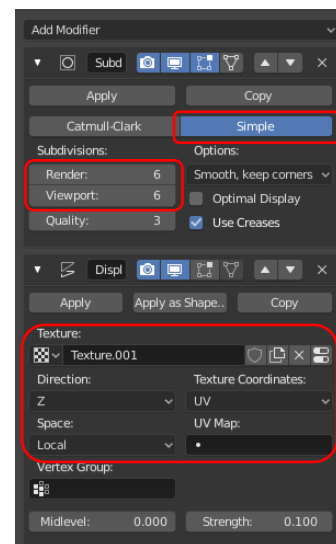 Add Modifier
Subd
Apply Copy
Catmull-Clark Simple
Subdivisions: Options:
Render: 6 Smooth, keep corners
Viewport: 6 Optimal Display
Quality: 3 Use Creases
Displ
Apply Apply as Shape.. Copy
Texture:
Texture.001
Direction: Texture Coordinates:
Z UV
Space: UV Map:
Local
Vertex Group:
Midlevel: 0.000 Strength: 0.100